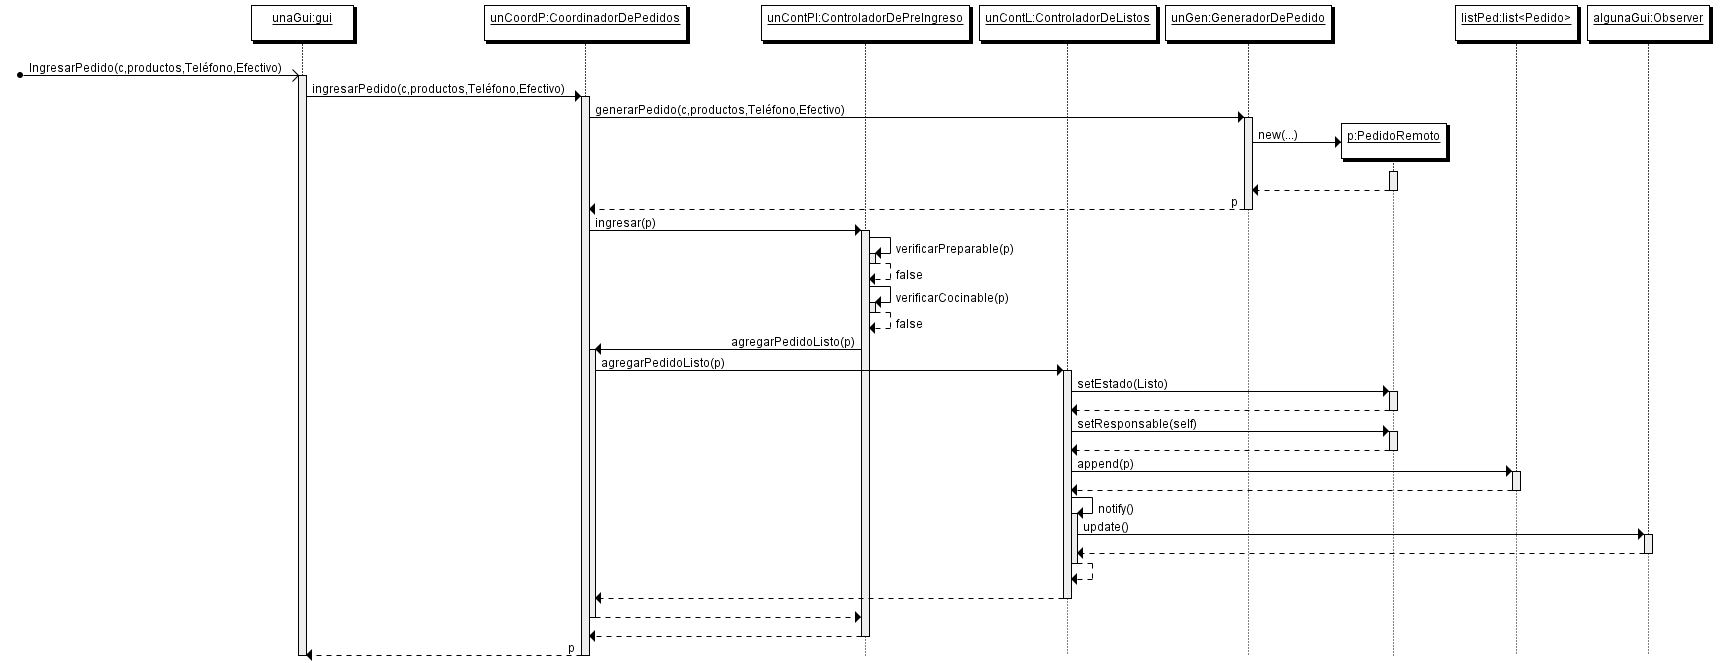 unaGui:gui
unCoordP:CoordinadorDePedidos
unContPI:ControladorDePreIngreso
unContL:ControladorDeListos
unGen:GeneradorDePedido
listPed:list<Pedido>
algunaGui:Observer
IngresarPedido(c,productos,Teléfono,Efectivo)
ingresarPedido(c,productos,Teléfono,Efectivo)
generarPedido(c,productos,Teléfono,Efectivo)
new(...)
p:PedidoRemoto
p
ingresar(p)
verificarPreparable(p)
false
verificarCocinable(p)
false
agregarPedidoListo(p)
agregarPedidoListo(p)
setEstado(Listo)
setResponsable(self)
append(p)
notify()
update()
p